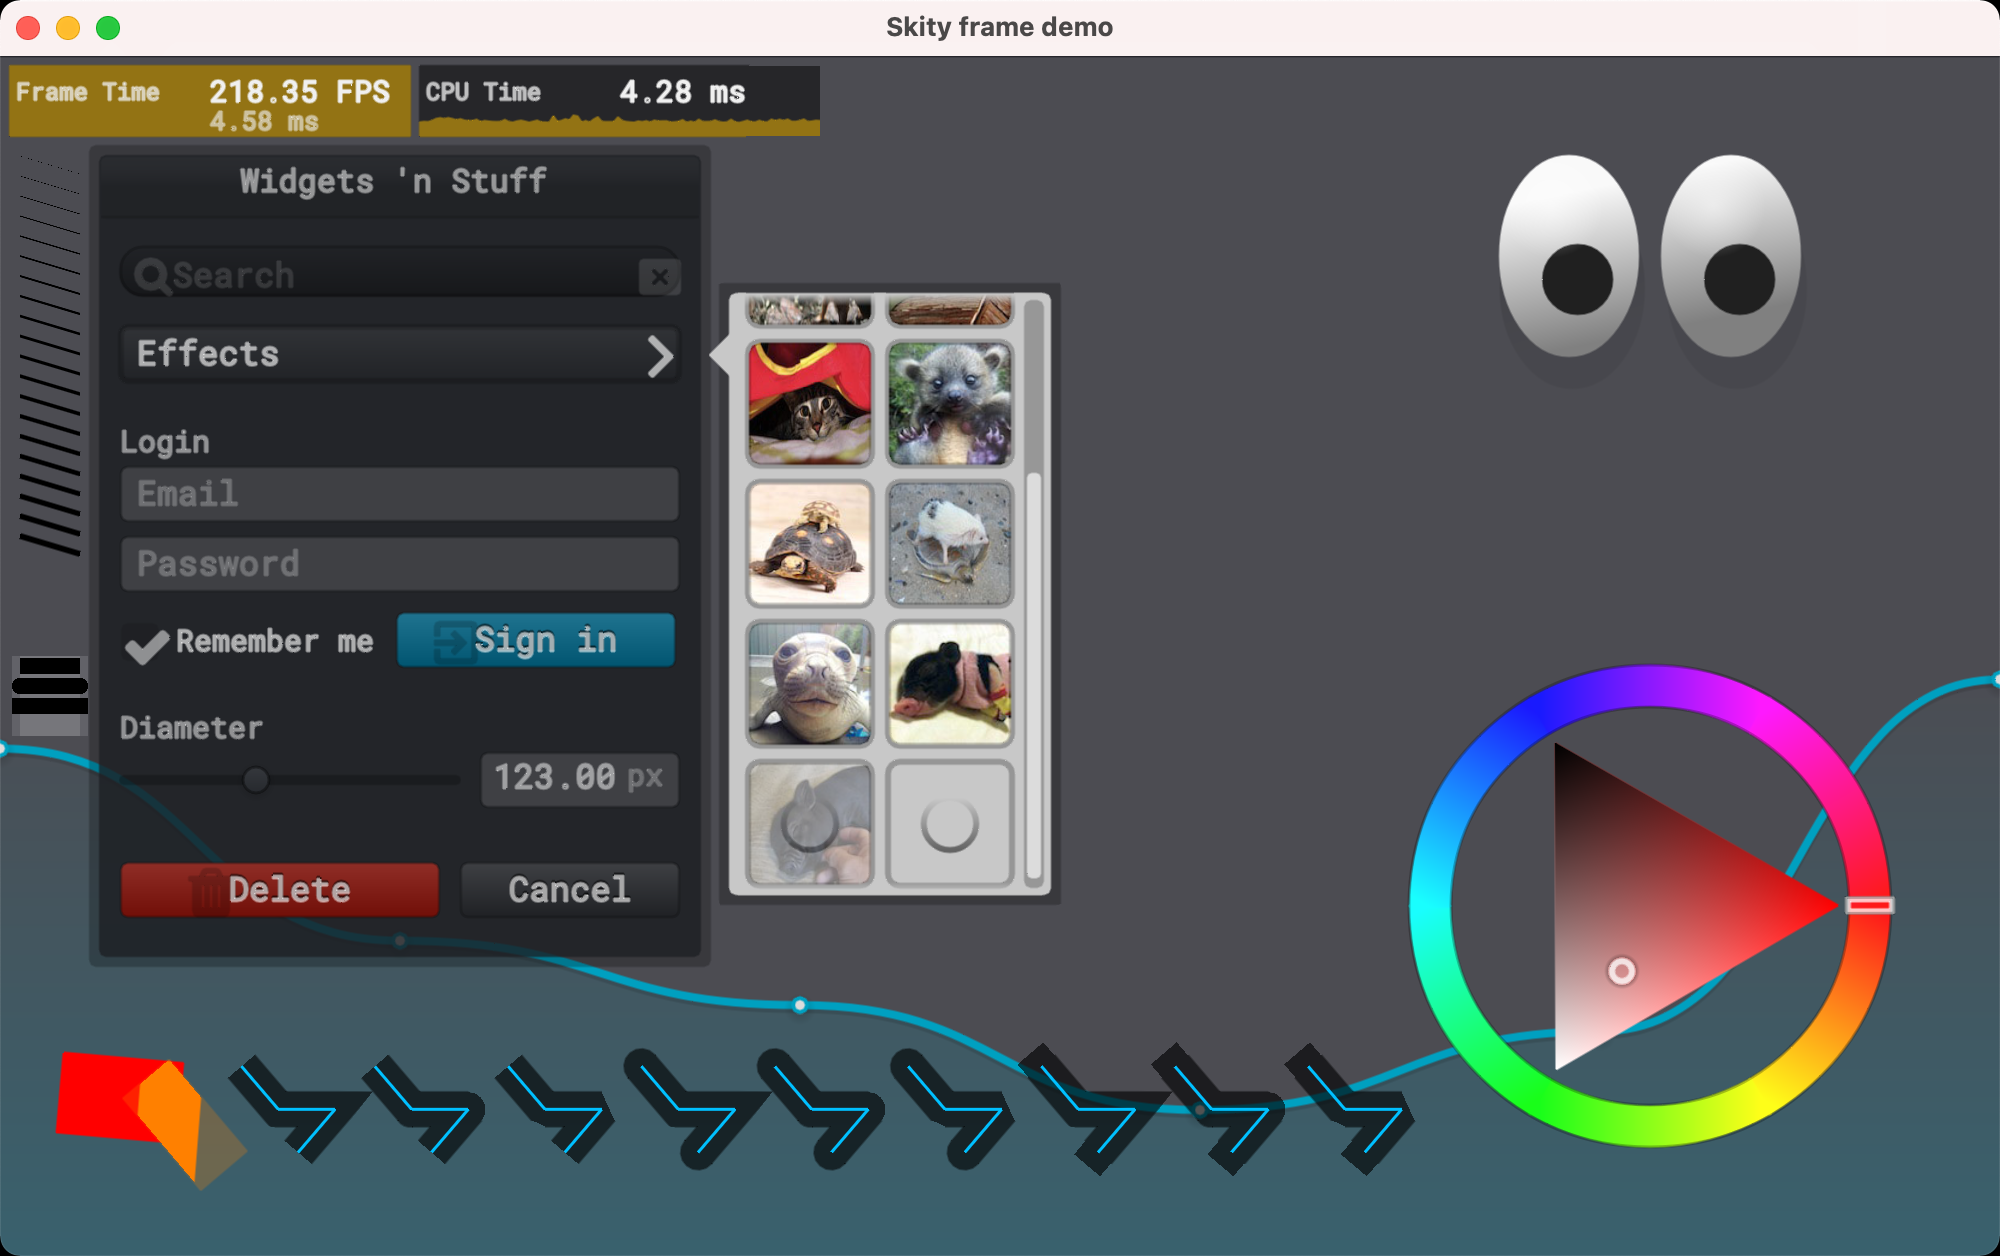 Skity frame demo
Frame Time 218.35 FPS
4.58 ms
CPU Time 4.28 ms
Widgets 'n Stuff
Search
Effects
Login
Email
Password
Remember me
Sign in
Diameter
123.00 px
Delete
Cancel